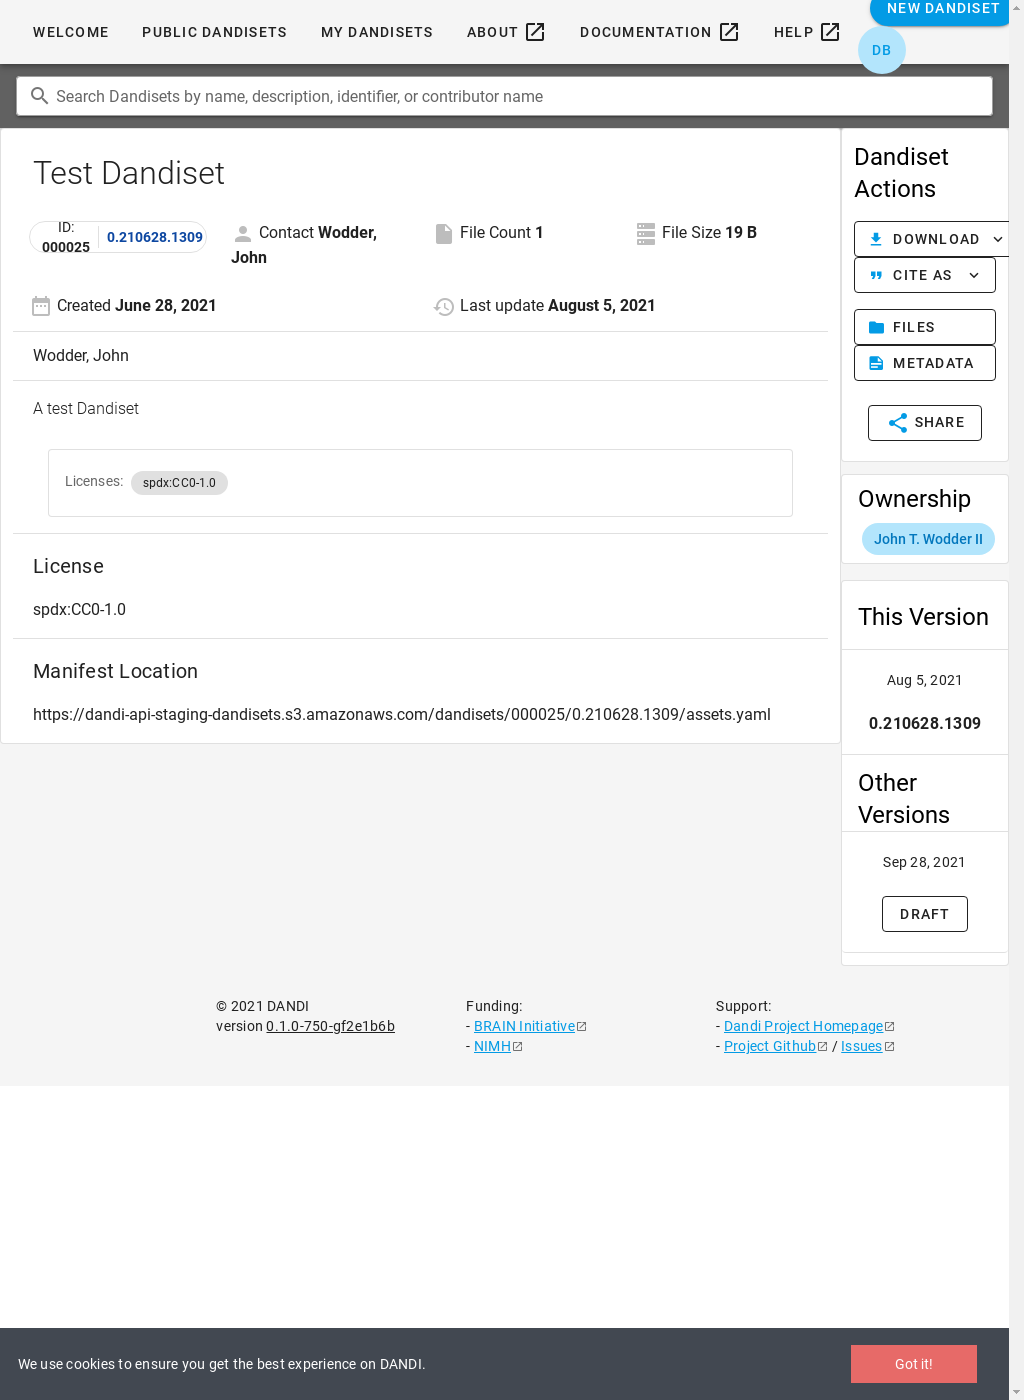 WELCOME PUBLIC DANDISETS MY DANDISETS ABOUT DOCUMENTATION HELP NEW DANDISET
DB
Search Dandisets by name, description, identifier, or contributor name
Test Dandiset
ID: 000025 0.210628.1309
Contact Wodder, John
File Count 1
File Size 19 B
Created June 28, 2021
Last update August 5, 2021
Wodder, John
A test Dandiset
Licenses: spdx:CC0-1.0
License
spdx:CC0-1.0
Manifest Location
https://dandi-api-staging-dandisets.s3.amazonaws.com/dandisets/000025/0.210628.1309/assets.yaml
Dandiset
Actions
DOWNLOAD
CITE AS
FILES
METADATA
SHARE
Ownership
John T. Wodder II
This Version
Aug 5, 2021
0.210628.1309
Other
Versions
Sep 28, 2021
DRAFT
© 2021 DANDI
version 0.1.0-750-gf2e1b6b
Funding:
- BRAIN Initiative
- NIMH
Support:
- Dandi Project Homepage
- Project Github / Issues
We use cookies to ensure you get the best experience on DANDI.
Got it!